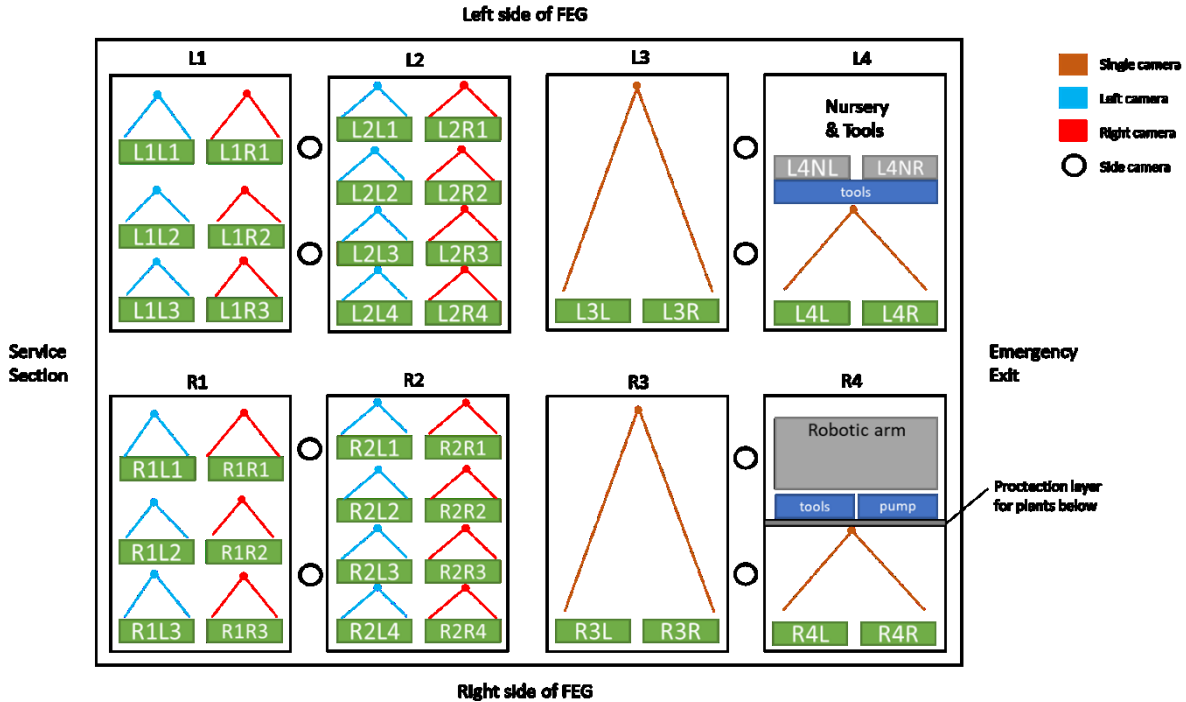 Left side of FEG
L1
L2
L3
L4
Single camera
Left camera
Right camera
Side camera
Nursery
& Tools
L1L1
L1R1
L2L1
L2R1
L4NL
L4NR
tools
L2L2
L2R2
L1L2
L1R2
L2L3
L2R3
L1L3
L1R3
L2L4
L2R4
L3L
L3R
L4L
L4R
Service
Section
Emergency
Exit
R1
R2
R3
R4
Robotic arm
R1L1
R1R1
R2L1
R2R1
R2L2
R2R2
tools
pump
Proctection layer
for plants below
R1L2
R1R2
R2L3
R2R3
R1L3
R1R3
R2L4
R2R4
R3L
R3R
R4L
R4R
Right side of FEG